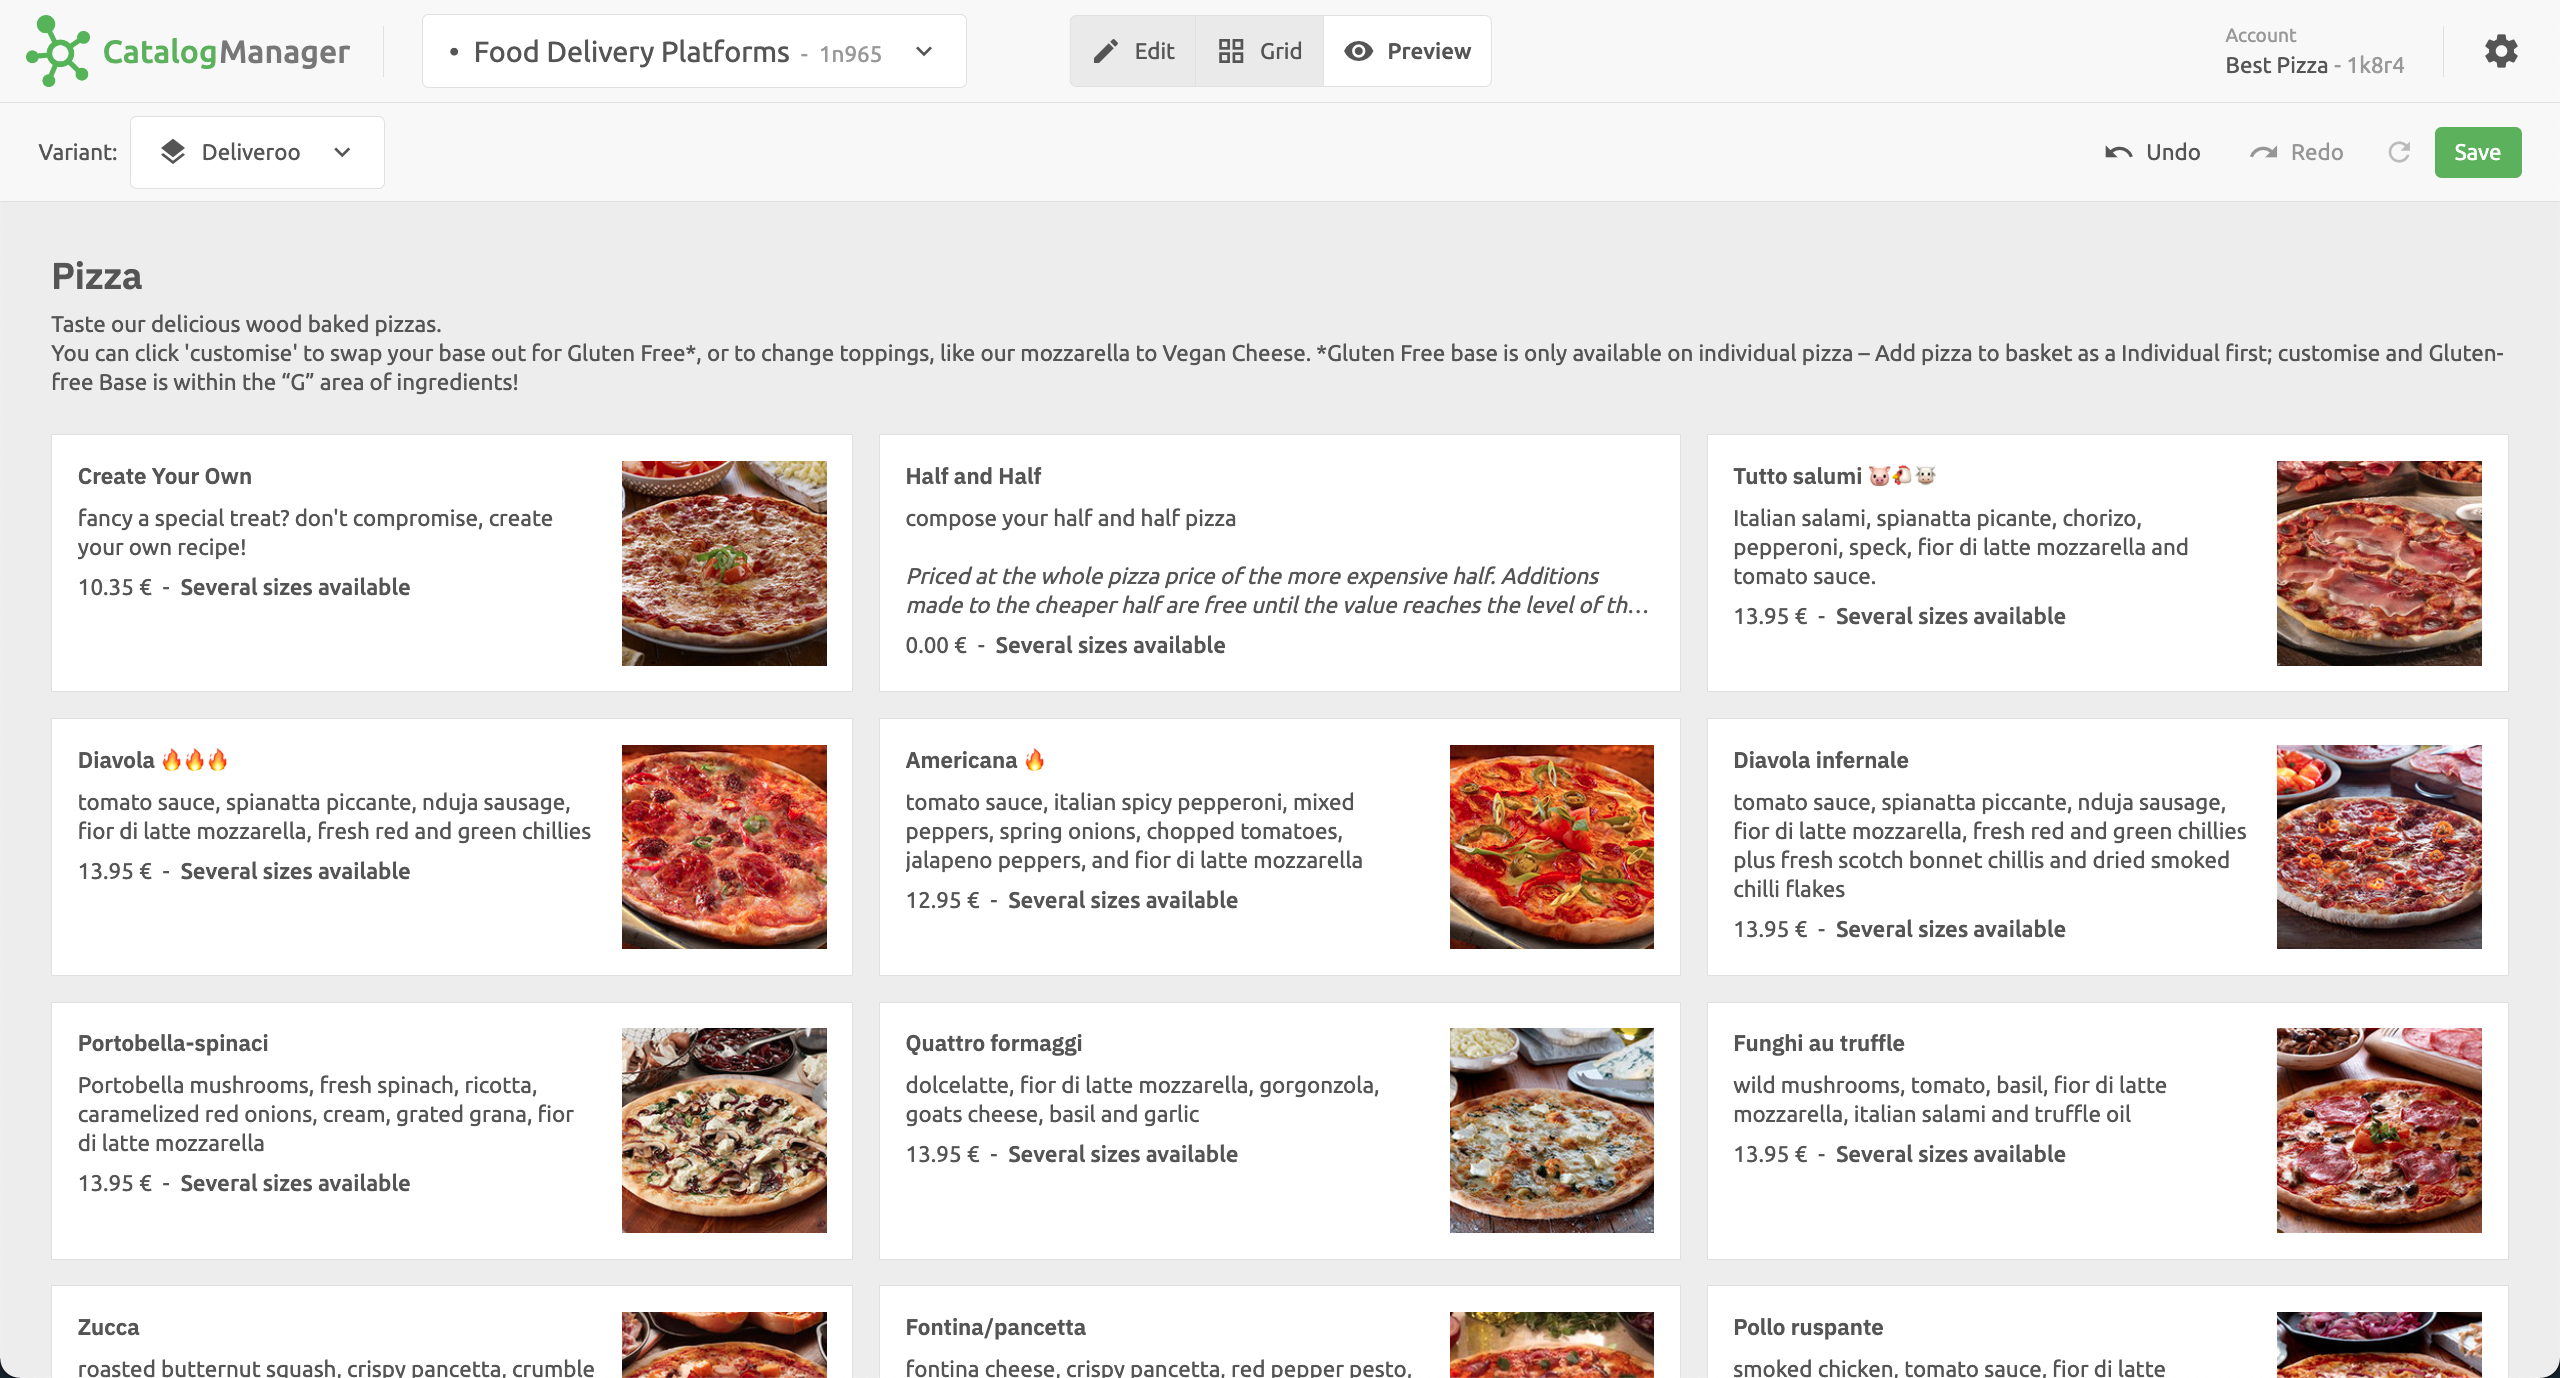 CatalogManager
• Food Delivery Platforms - 1n965
Edit
Grid
Preview
Account
Best Pizza - 1k8r4
Variant:
Deliveroo
Undo
Redo
Save
Pizza
Taste our delicious wood baked pizzas.
You can click 'customise' to swap your base out for Gluten Free*, or to change toppings, like our mozzarella to Vegan Cheese. *Gluten Free base is only available on individual pizza – Add pizza to basket as a Individual first; customise and Gluten-
free Base is within the “G” area of ingredients!
Create Your Own
fancy a special treat? don't compromise, create
your own recipe!
10.35 € - Several sizes available
Half and Half
compose your half and half pizza
Priced at the whole pizza price of the more expensive half. Additions
made to the cheaper half are free until the value reaches the level of th…
0.00 € - Several sizes available
Tutto salumi 🐷🐔🐮
Italian salami, spianatta picante, chorizo,
pepperoni, speck, fior di latte mozzarella and
tomato sauce.
13.95 € - Several sizes available
Diavola 🔥🔥🔥
tomato sauce, spianatta piccante, nduja sausage,
fior di latte mozzarella, fresh red and green chillies
13.95 € - Several sizes available
Americana 🔥
tomato sauce, italian spicy pepperoni, mixed
peppers, spring onions, chopped tomatoes,
jalapeno peppers, and fior di latte mozzarella
12.95 € - Several sizes available
Diavola infernale
tomato sauce, spianatta piccante, nduja sausage,
fior di latte mozzarella, fresh red and green chillies
plus fresh scotch bonnet chillis and dried smoked
chilli flakes
13.95 € - Several sizes available
Portobella-spinaci
Portobella mushrooms, fresh spinach, ricotta,
caramelized red onions, cream, grated grana, fior
di latte mozzarella
13.95 € - Several sizes available
Quattro formaggi
dolcelatte, fior di latte mozzarella, gorgonzola,
goats cheese, basil and garlic
13.95 € - Several sizes available
Funghi au truffle
wild mushrooms, tomato, basil, fior di latte
mozzarella, italian salami and truffle oil
13.95 € - Several sizes available
Zucca
roasted butternut squash, crispy pancetta, crumble
Fontina/pancetta
fontina cheese, crispy pancetta, red pepper pesto,
Pollo ruspante
smoked chicken, tomato sauce, fior di latte